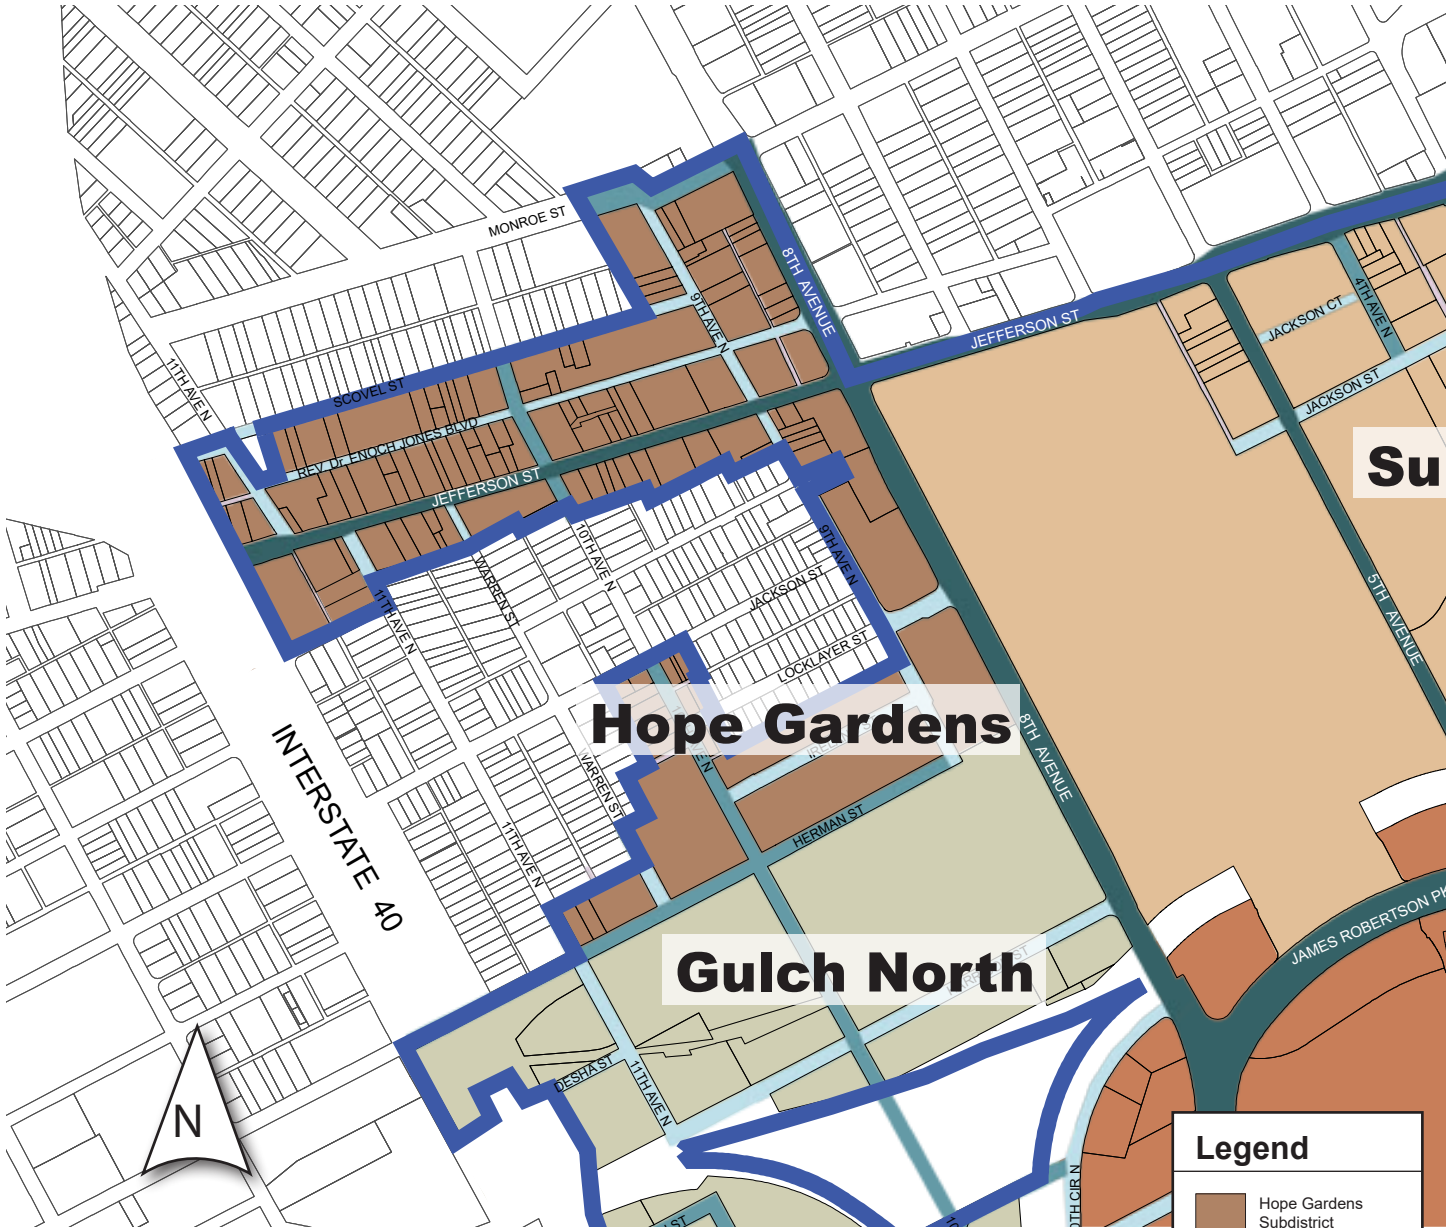 MONROE ST
8TH AVENUE
9TH AVE N
11TH AVE N
SCOVEL ST
JEFFERSON ST
4TH AVE N
JACKSON CT
JACKSON ST
REV. Dr. ENOCH JONES BLVD
JEFFERSON ST
Su
10TH AVE N
9TH AVE N
WARREN ST
11TH AVE N
JACKSON ST
5TH AVENUE
LOCKLAYER ST
Hope Gardens
8TH AVENUE
INTERSTATE 40
WARREN ST
HERMAN ST
11TH AVE N
JAMES ROBERTSON PK
Gulch North
DESHA ST
11TH AVE N
N
Legend
Hope Gardens
Subdistrict